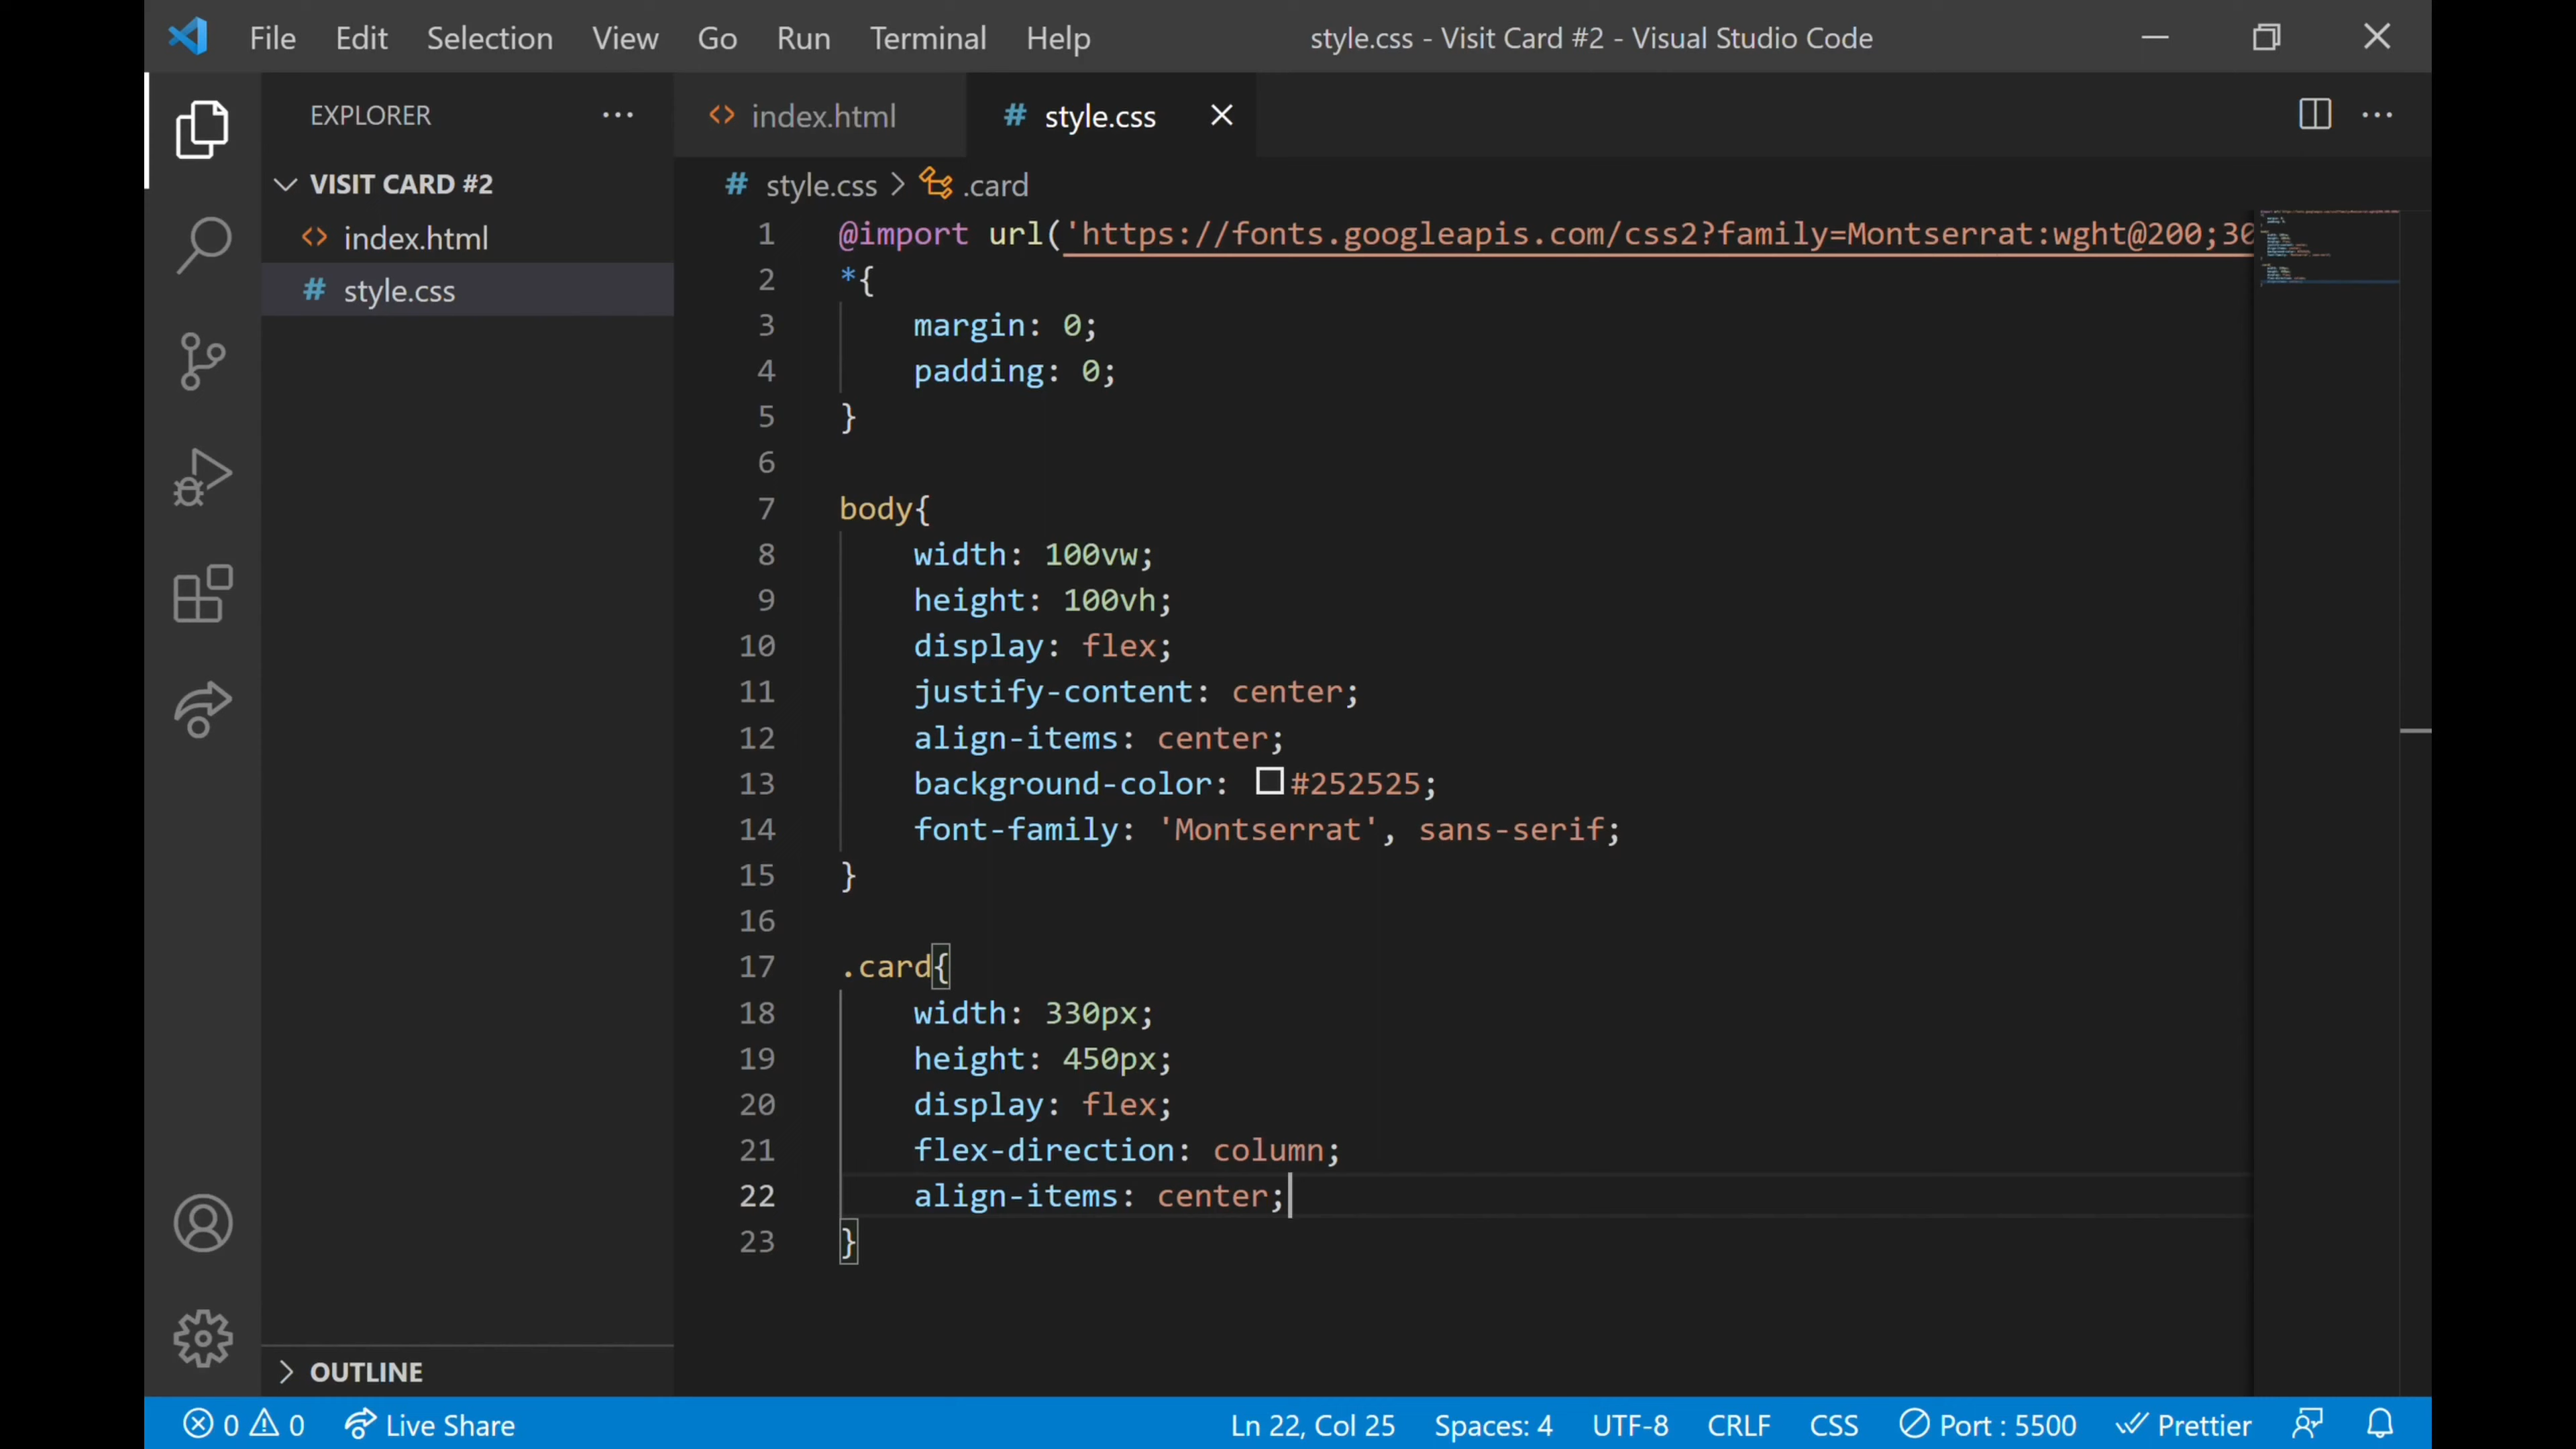 File Edit Selection View Go Run Terminal Help style.css - Visit Card #2 - Visual Studio Code
EXPLORER
VISIT CARD #2
index.html
style.css
OUTLINE
index.html style.css
style.css .card
1 @import url('https://fonts.googleapis.com/css2?family=Montserrat:wght@200;30
2 *{
3 margin: 0;
4 padding: 0;
5 }
6
7 body{
8 width: 100vw;
9 height: 100vh;
10 display: flex;
11 justify-content: center;
12 align-items: center;
13 background-color: #252525;
14 font-family: 'Montserrat', sans-serif;
15 }
16
17 .card{
18 width: 330px;
19 height: 450px;
20 display: flex;
21 flex-direction: column;
22 align-items: center;
23 }
0 0 Live Share Ln 22, Col 25 Spaces: 4 UTF-8 CRLF CSS Port : 5500 Prettier